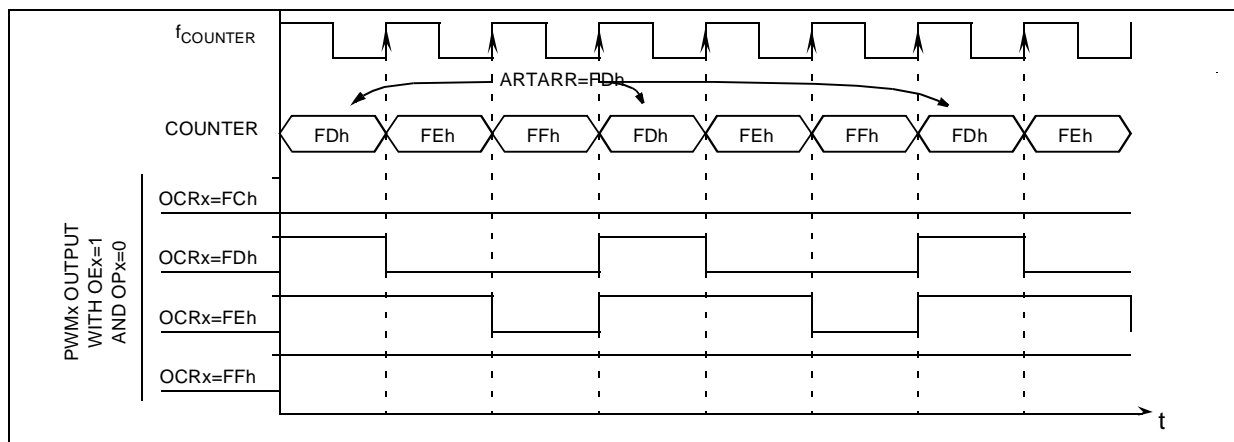 fCOUNTER
ARTARR=FDh
COUNTER
FDh FEh FFh FDh FEh FFh FDh FEh
PWMx OUTPUT
WITH OEx=1
AND OPx=0
OCRx=FCh
OCRx=FDh
OCRx=FEh
OCRx=FFh
t